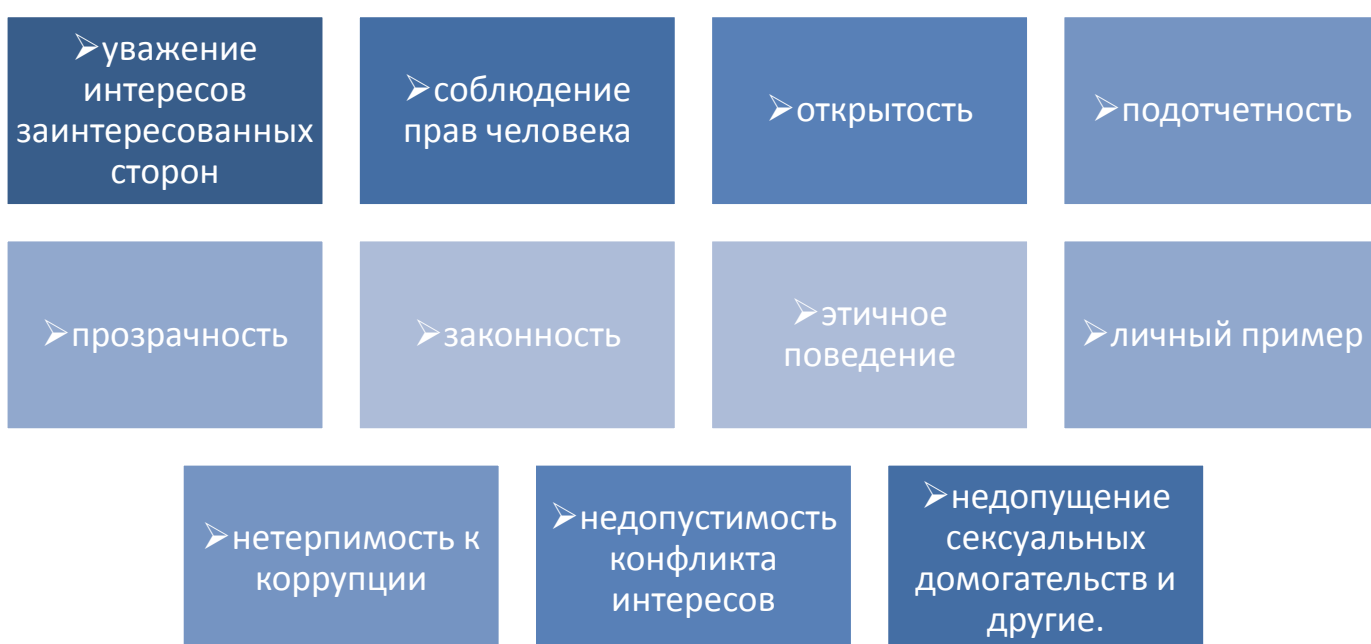 ➢уважение
интересов
заинтересованных
сторон
➢соблюдение
прав человека
➢открытость
➢подотчетность
➢прозрачность
➢законность
➢этичное
поведение
➢личный пример
➢нетерпимость к
коррупции
➢недопустимость
конфликта
интересов
➢недопущение
сексуальных
домогательств и
другие.